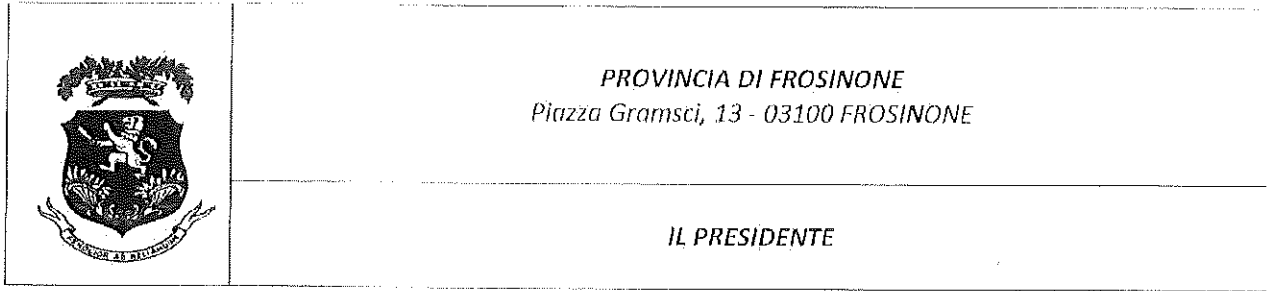 PROVINCIA DI FROSINONE
Piazza Gramsci, 13 - 03100 FROSINONE
IL PRESIDENTE